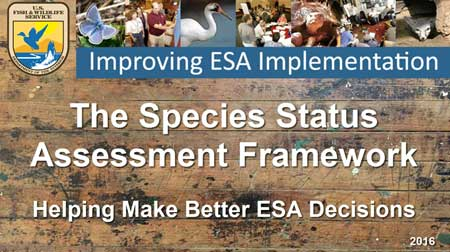 U.S.
FISH & WILDLIFE
SERVICE
Improving ESA Implementation
The Species Status
Assessment Framework
Helping Make Better ESA Decisions
2016